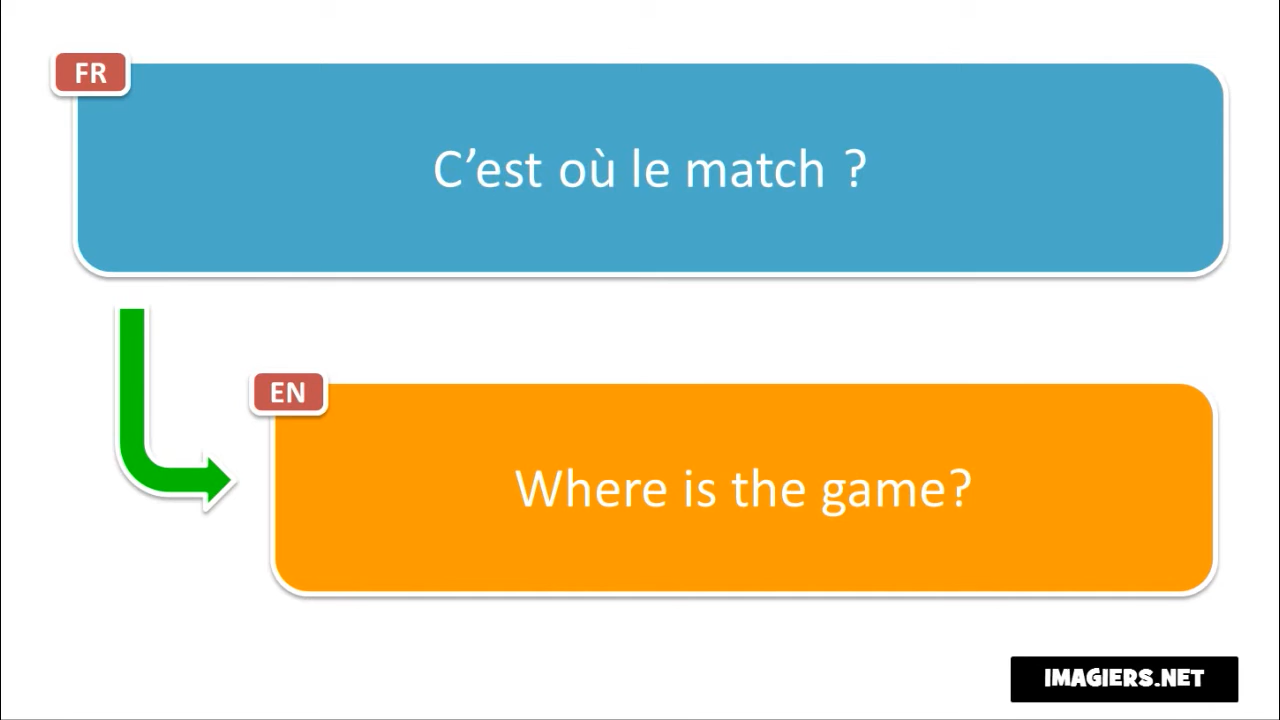 FR
C’est où le match ?
EN
Where is the game?
IMAGIERS.NET